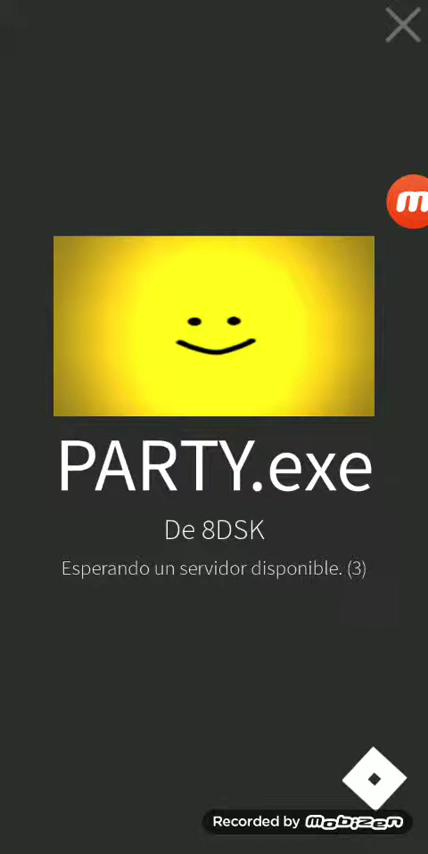 PARTY.exe
De 8DSK
Esperando un servidor disponible. (3)
Recorded by Mobizen